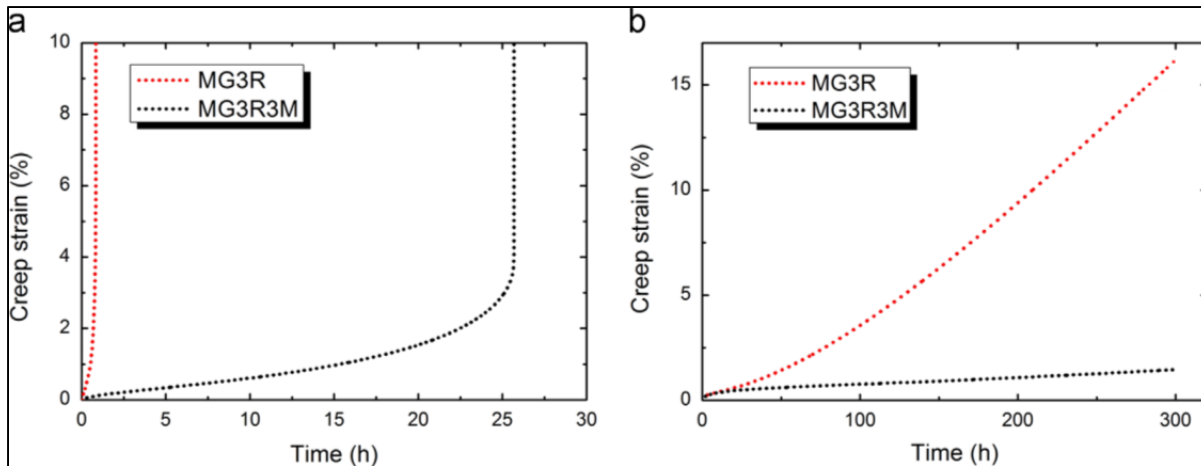 a
10
8
6
4
2
0
Creep strain (%)
MG3R
MG3R3M
0 5 10 15 20 25 30
Time (h)
b
15
10
5
0
Creep strain (%)
MG3R
MG3R3M
0 100 200 300
Time (h)